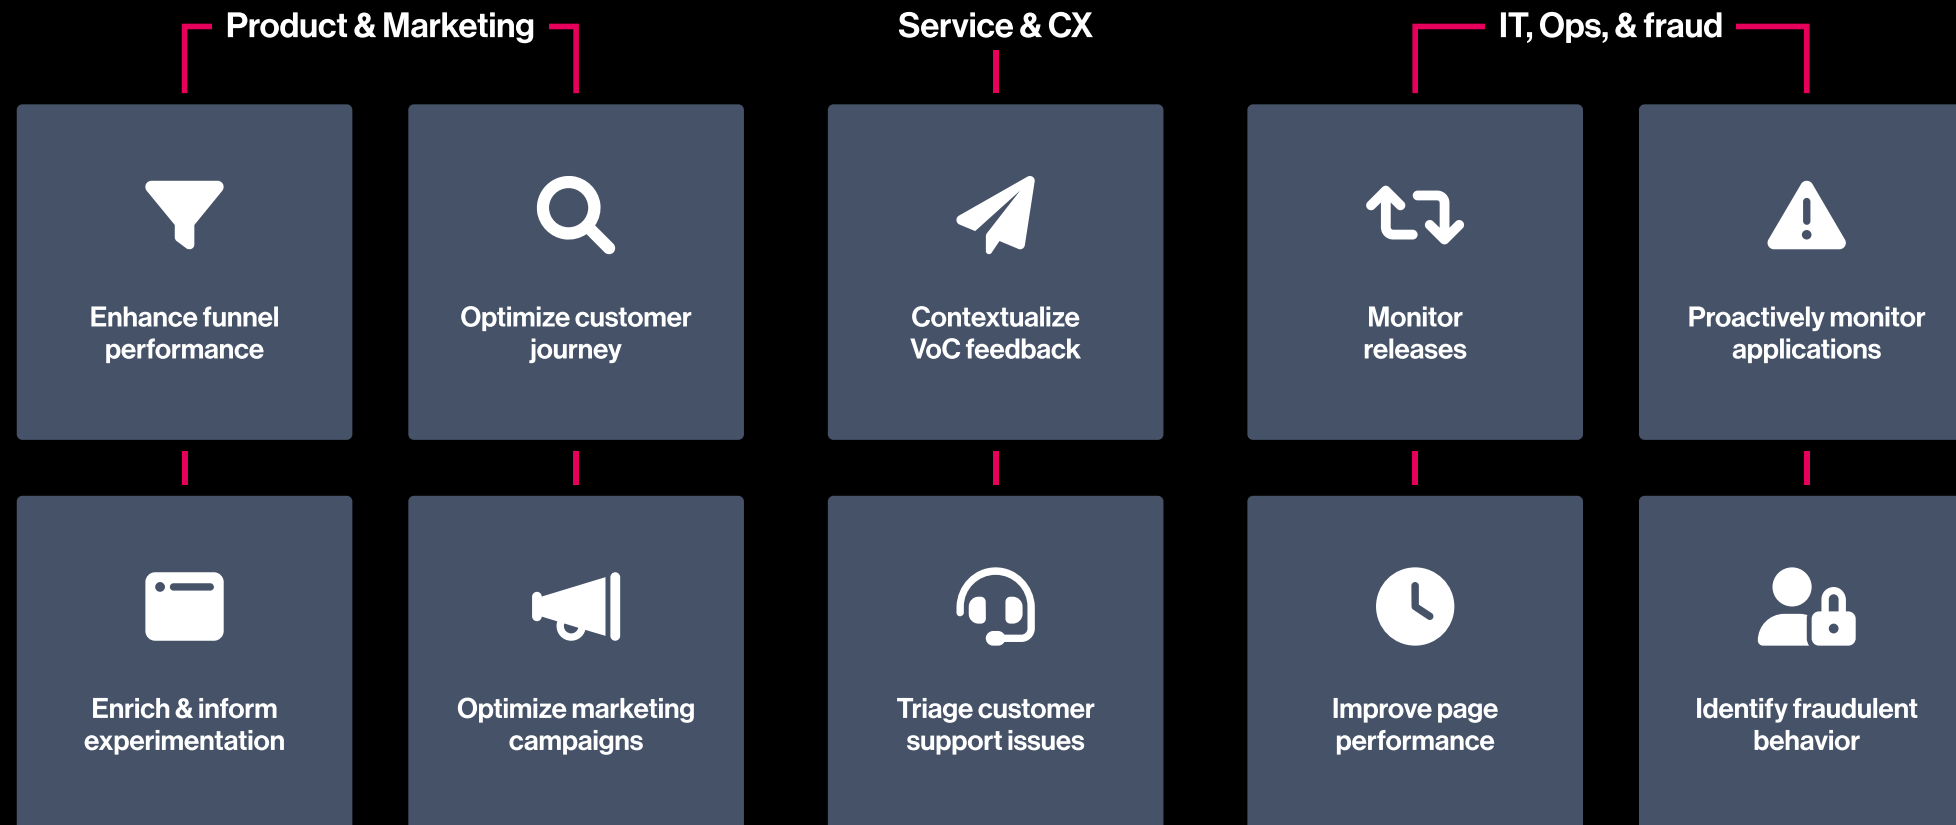 Product & Marketing
Service & CX
IT, Ops, & fraud
Enhance funnel
performance
Optimize customer
journey
Contextualize
VoC feedback
Monitor
releases
Proactively monitor
applications
Enrich & inform
experimentation
Optimize marketing
campaigns
Triage customer
support issues
Improve page
performance
Identify fraudulent
behavior